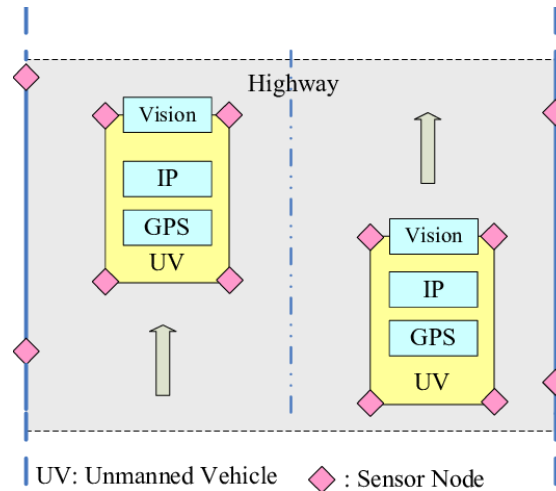 Highway
Vision
IP
GPS
UV
Vision
IP
GPS
UV
UV: Unmanned Vehicle
: Sensor Node